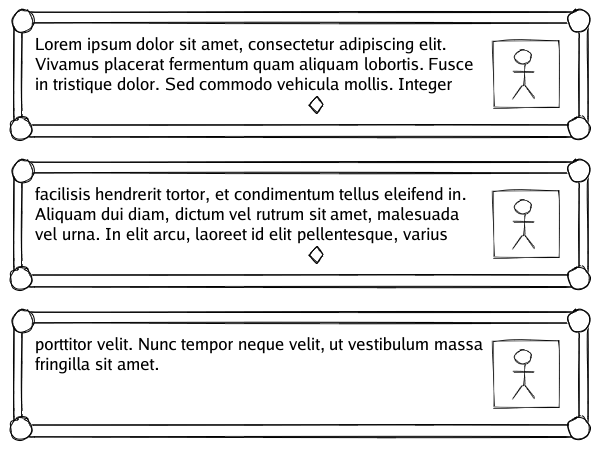 Lorem ipsum dolor sit amet, consectetur adipiscing elit.
Vivamus placerat fermentum quam aliquam lobortis. Fusce
in tristique dolor. Sed commodo vehicula mollis. Integer
facilisis hendrerit tortor, et condimentum tellus eleifend in.
Aliquam dui diam, dictum vel rutrum sit amet, malesuada
vel urna. In elit arcu, laoreet id elit pellentesque, varius
porttitor velit. Nunc tempor neque velit, ut vestibulum massa
fringilla sit amet.